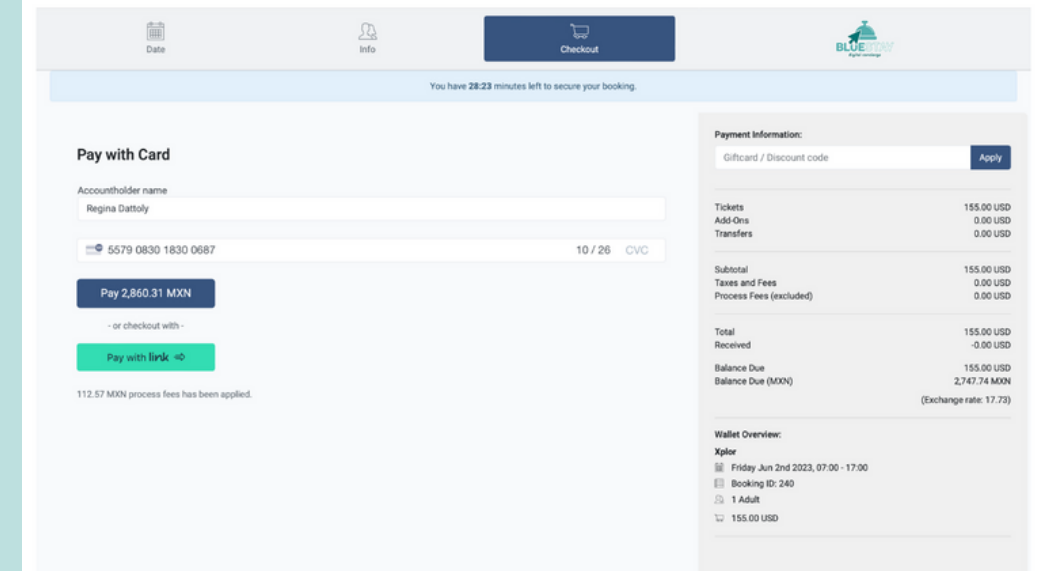 Date
Info
Checkout
BLUESTAY
digital concierge
You have 28:23 minutes left to secure your booking.
Pay with Card
Accountholder name
Regina Dattoly
5579 0830 1830 0687 10 / 26 CVC
Pay 2,860.31 MXN
- or checkout with -
Pay with link
112.57 MXN process fees has been applied.
Payment Information:
Giftcard / Discount code Apply
Tickets 155.00 USD
Add-Ons 0.00 USD
Transfers 0.00 USD
Subtotal 155.00 USD
Taxes and Fees 0.00 USD
Process Fees (excluded) 0.00 USD
Total 155.00 USD
Received -0.00 USD
Balance Due 155.00 USD
Balance Due (MXN) 2,747.74 MXN
(Exchange rate: 17.73)
Wallet Overview:
Xplor
Friday Jun 2nd 2023, 07:00 - 17:00
Booking ID: 240
1 Adult
155.00 USD